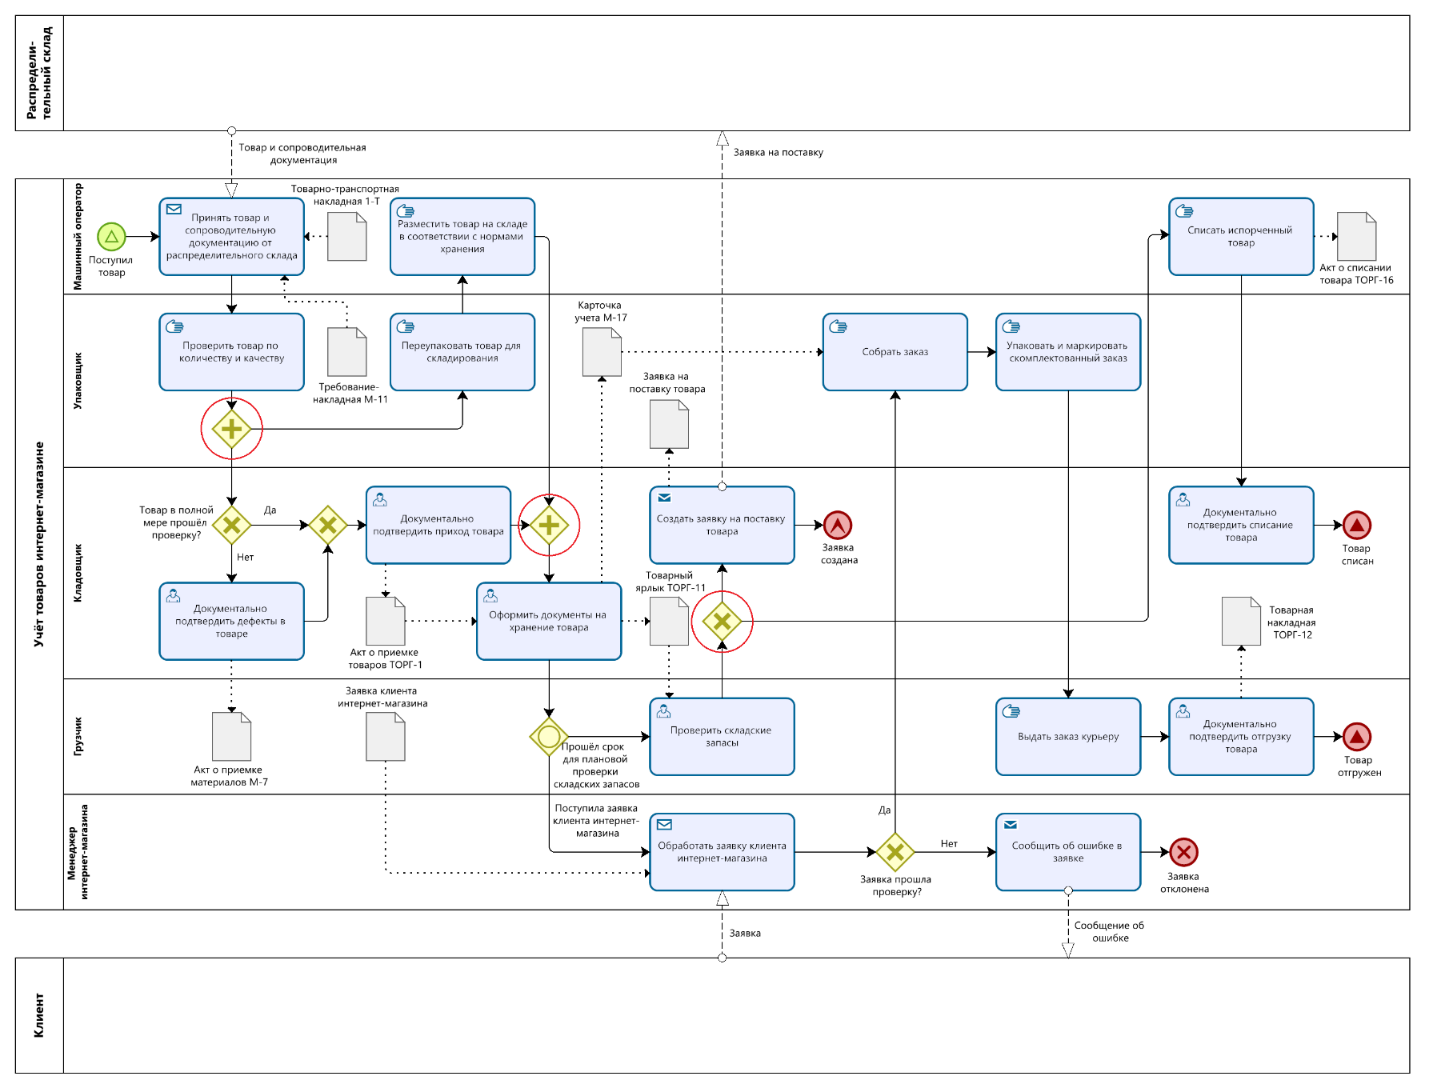 Распредели-
тельный склад
Товар и сопроводительная
документация
Заявка на поставку
Учёт товаров интернет-магазине
Машинный оператор
Поступил
товар
Принять товар и
сопроводительную
документацию от
распределительного склада
Товарно-транспортная
накладная 1-Т
Разместить товар на складе
в соответствии с нормами
хранения
Списать испорченный
товар
Акт о списании
товара ТОРГ-16
Упаковщик
Проверить товар по
количеству и качеству
Требование-
накладная М-11
Переупаковать товар для
складирования
Карточка
учета М-17
Заявка на
поставку товара
Собрать заказ
Упаковать и маркировать
скомплектованный заказ
Кладовщик
Товар в полной
мере прошёл
проверку?
Да
Нет
Документально
подтвердить приход товара
Документально
подтвердить дефекты в
товаре
Акт о приемке
товаров ТОРГ-1
Оформить документы на
хранение товара
Создать заявку на поставку
товара
Заявка
создана
Товарный
ярлык ТОРГ-11
Документально
подтвердить списание
товара
Товар
списан
Товарная
накладная
ТОРГ-12
Грузчик
Акт о приемке
материалов М-7
Заявка клиента
интернет-магазина
Прошёл срок
для плановой
проверки
складских запасов
Проверить складские
запасы
Выдать заказ курьеру
Документально
подтвердить отгрузку
товара
Товар
отгружен
Менеджер
интернет-магазина
Поступила заявка
клиента интернет-
магазина
Обработать заявку клиента
интернет-магазина
Да
Заявка прошла
проверку?
Нет
Сообщить об ошибке в
заявке
Заявка
отклонена
Заявка
Сообщение об
ошибке
Клиент